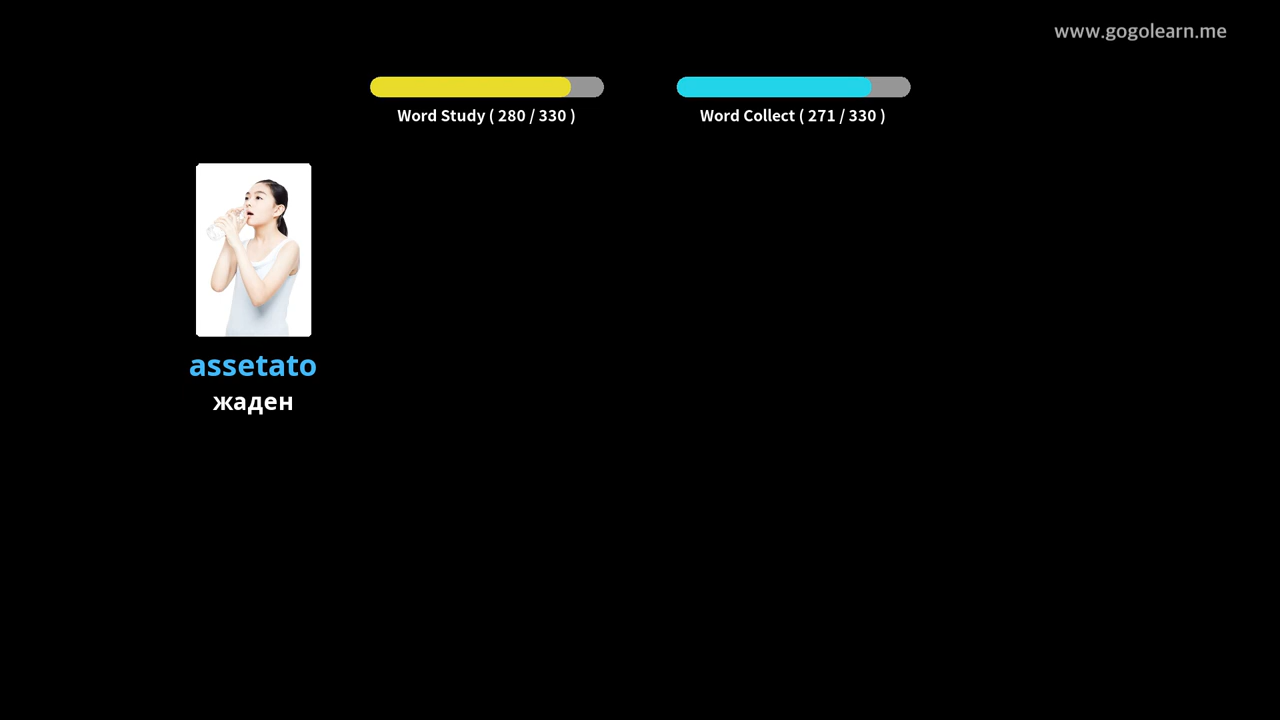 www.gogolearn.me
Word Study ( 280 / 330 )
Word Collect ( 271 / 330 )
assetato
жаден